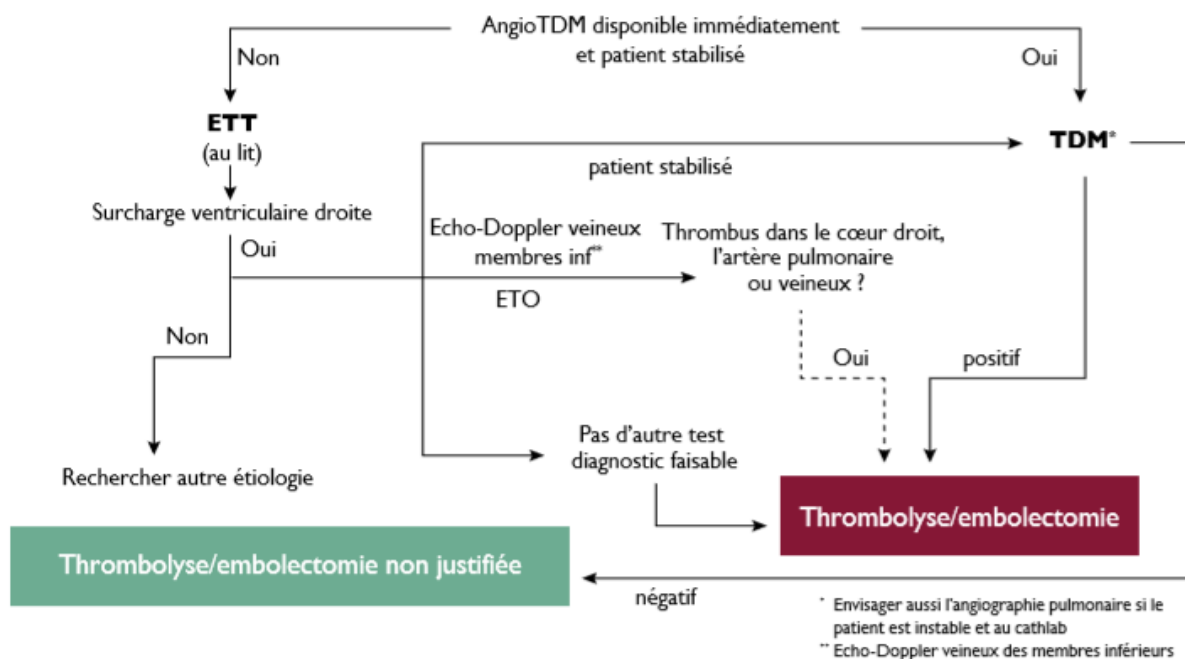 AngioTDM disponible immédiatement
et patient stabilisé
Non
Oui
ETT
(au lit)
TDM*
patient stabilisé
Surcharge ventriculaire droite
Oui
Echo-Doppler veineux
membres inf**
ETO
Thrombus dans le cœur droit,
l'artère pulmonaire
ou veineux ?
Non
Oui
positif
Rechercher autre étiologie
Pas d'autre test
diagnostic faisable
Thrombolyse/embolectomie
Thrombolyse/embolectomie non justifiée
négatif
* Envisager aussi l'angiographie pulmonaire si le
patient est instable et au cathlab
** Echo-Doppler veineux des membres inférieurs